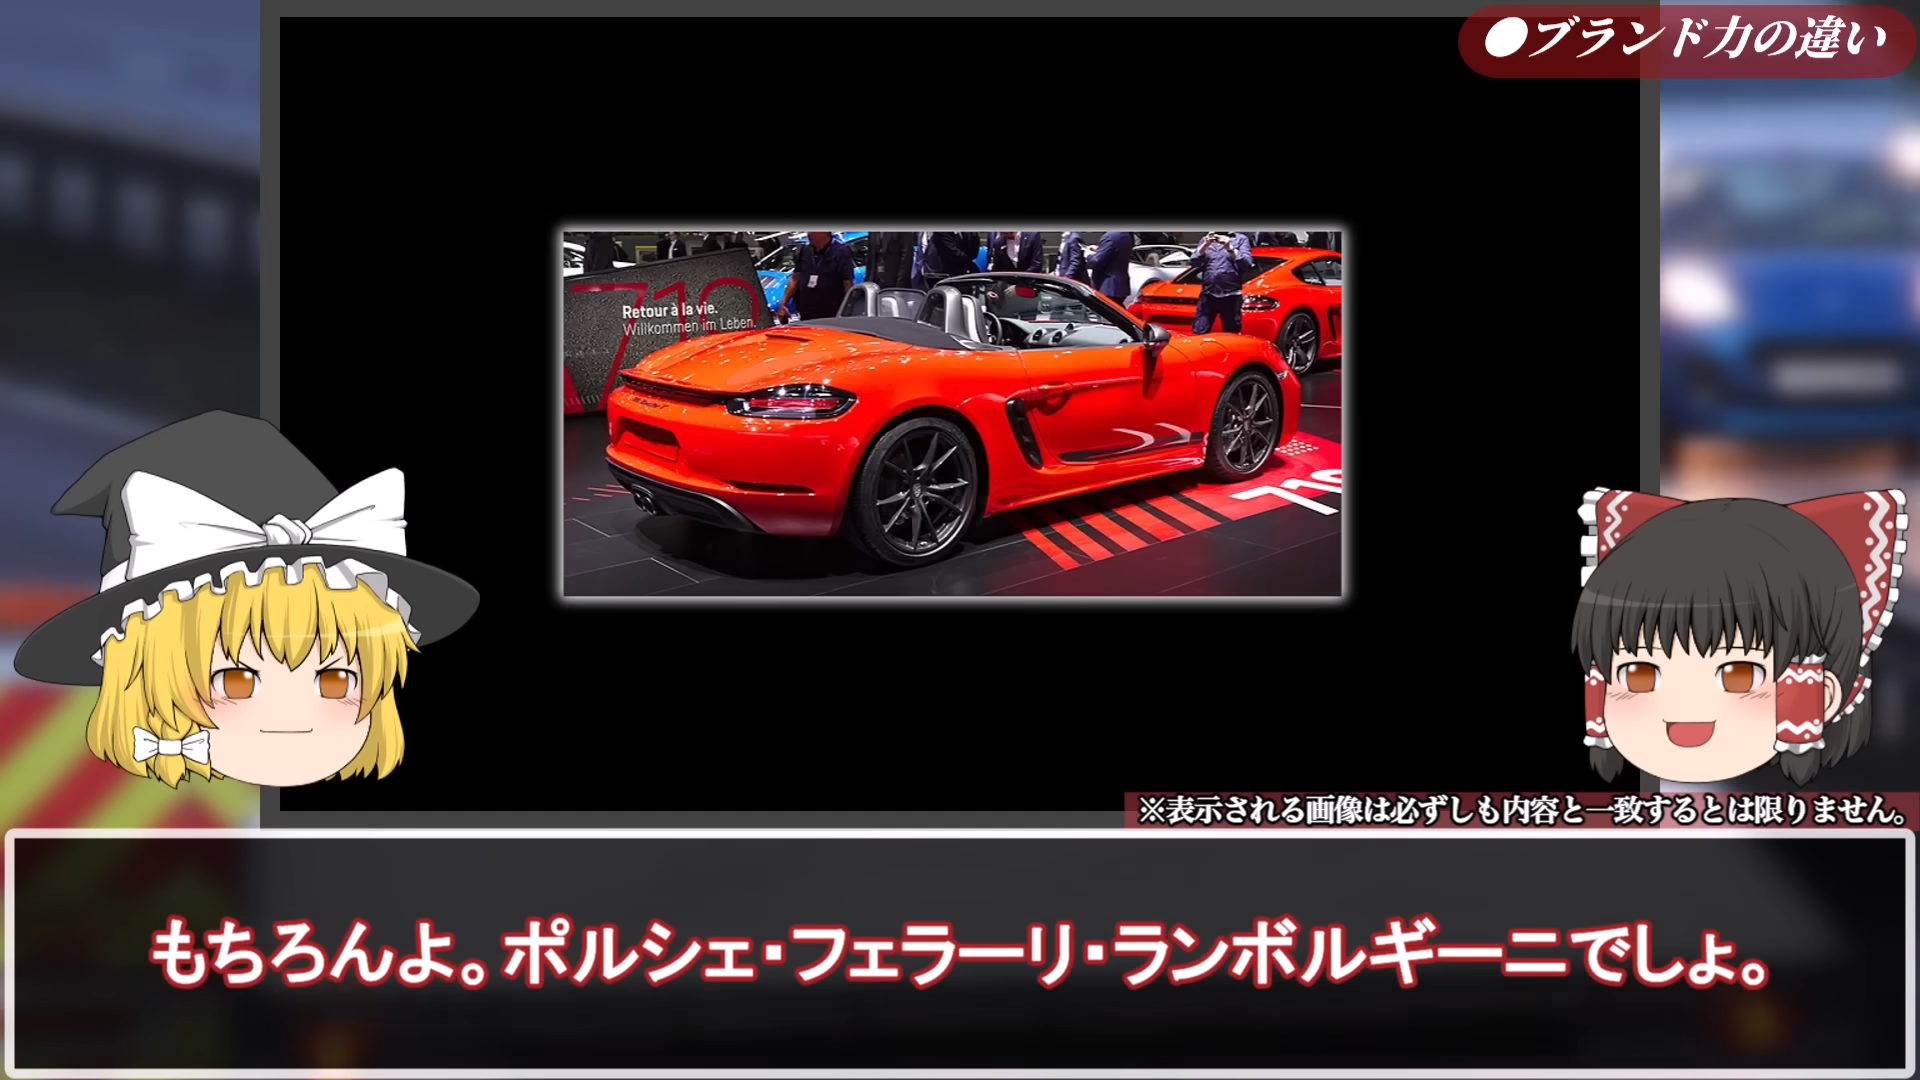 ●ブランド力の違い
Retour à la vie.
Willkommen im Leben.
718
※表示される画像は必ずしも内容と一致するとは限りません。
もちろんよ。ポルシェ・フェラーリ・ランボルギーニでしょ。